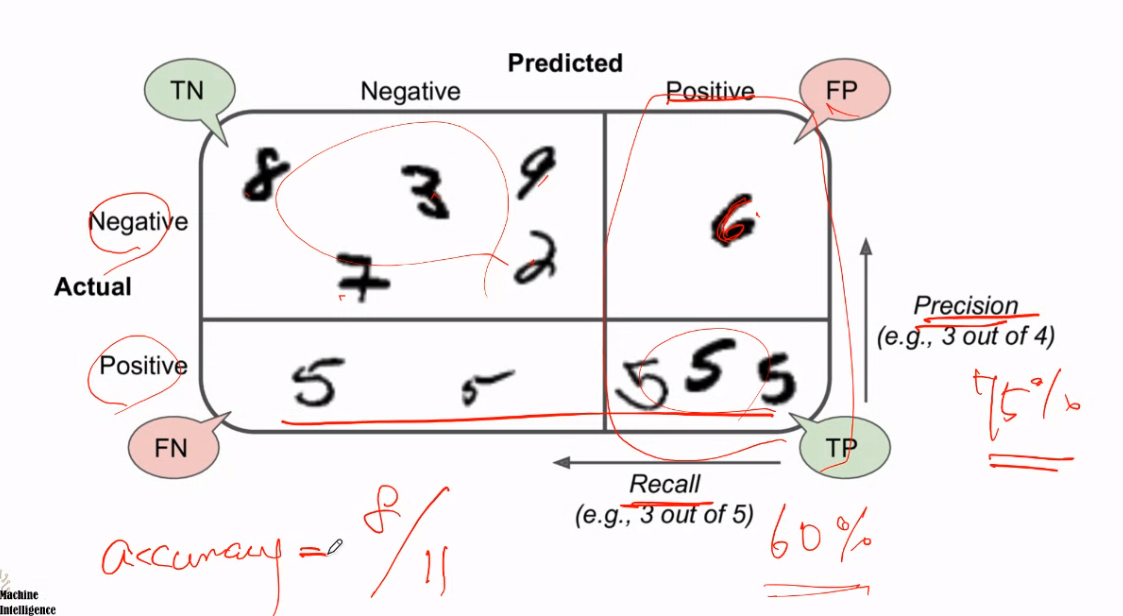 Predicted
TN Negative Positive FP
8 3 9 6
Negative
7 2
Actual
Precision
(e.g., 3 out of 4)
Positive 5 5 5 5 5
75%
FN TP
Recall
(e.g., 3 out of 5)
60%
accuracy = 8/11
Machine
Intelligence